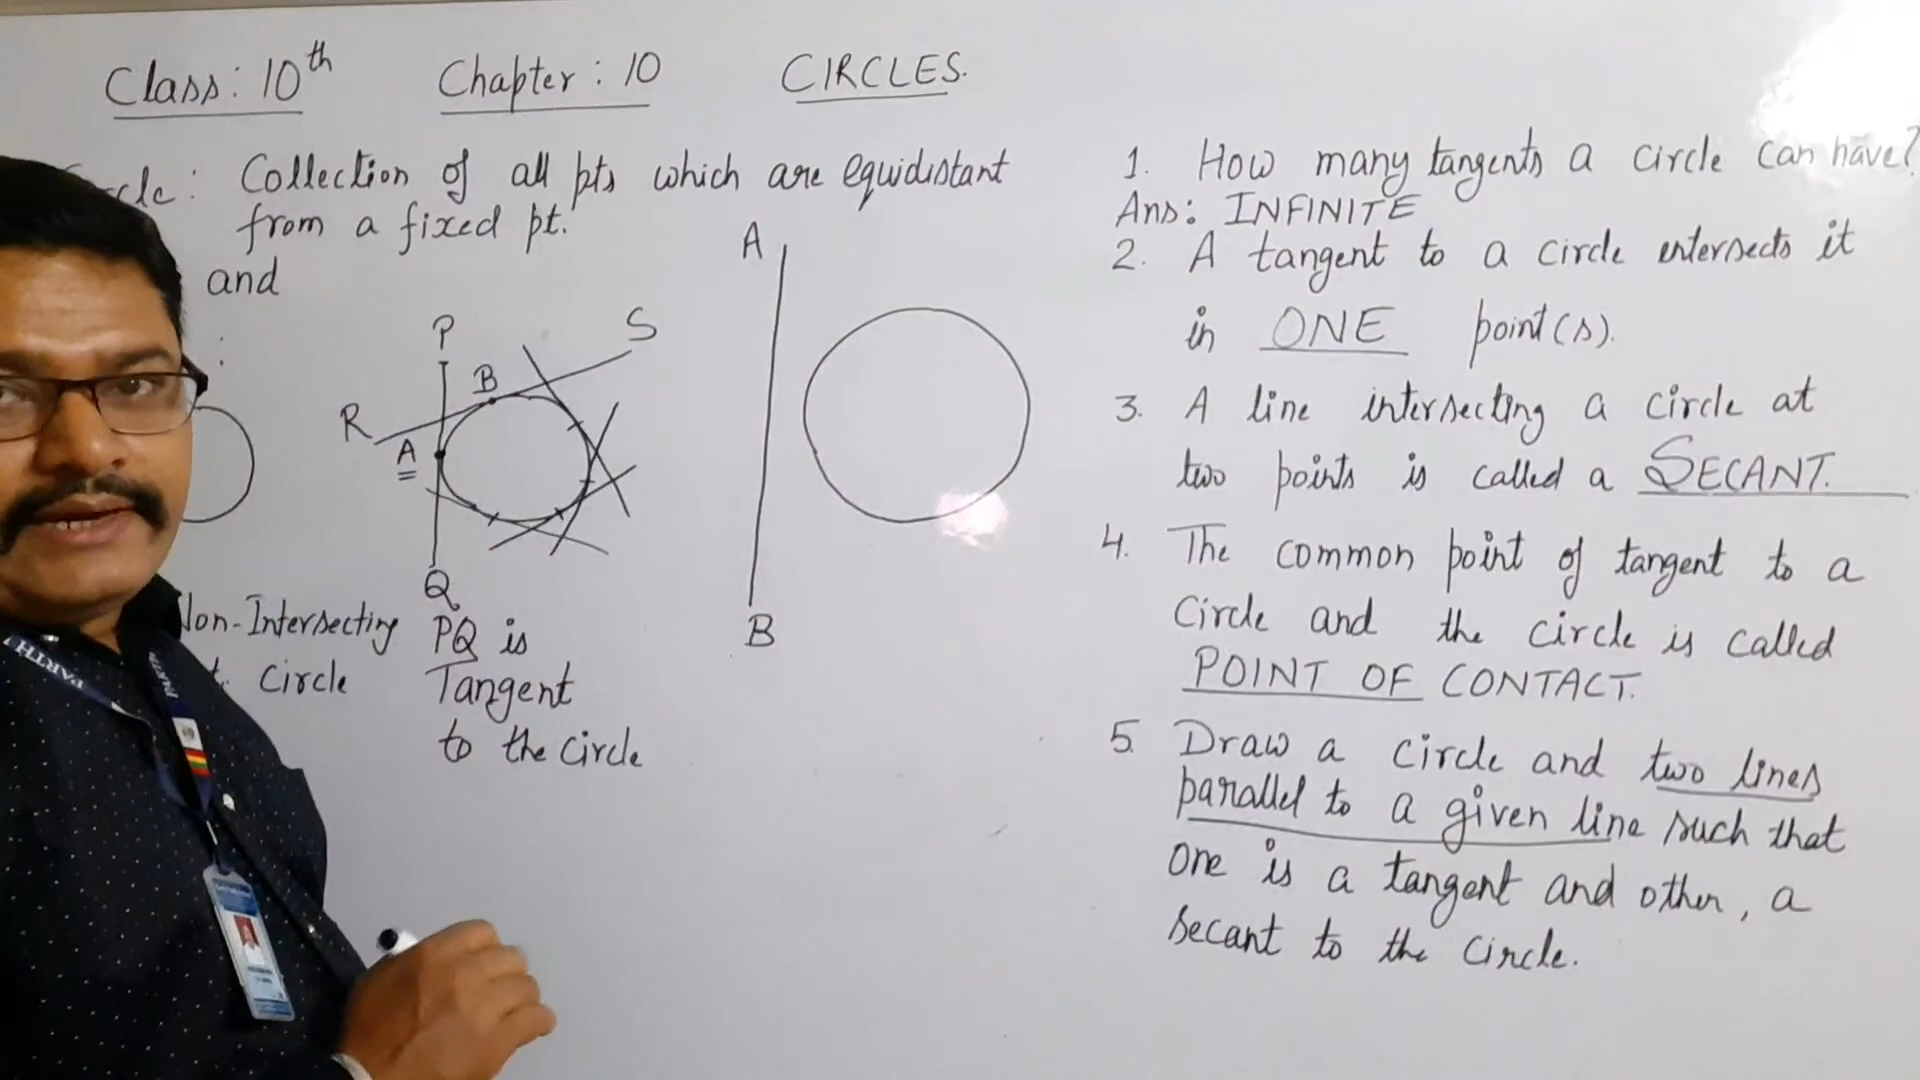 Class: 10th Chapter: 10 CIRCLES.
Collection of all pts which are equidistant
from a fixed pt.
and
:
P
S
B
R
A
Q
Non-Intersecting
Circle
PQ is
Tangent
to the circle
A
B
1. How many tangents a circle can have?
Ans: INFINITE
2. A tangent to a circle intersects it
in ONE point(s).
3. A line intersecting a circle at
two points is called a SECANT.
4. The common point of tangent to a
circle and the circle is called
POINT OF CONTACT.
5. Draw a circle and two lines
parallel to a given line such that
one is a tangent and other, a
secant to the circle.
PARTH